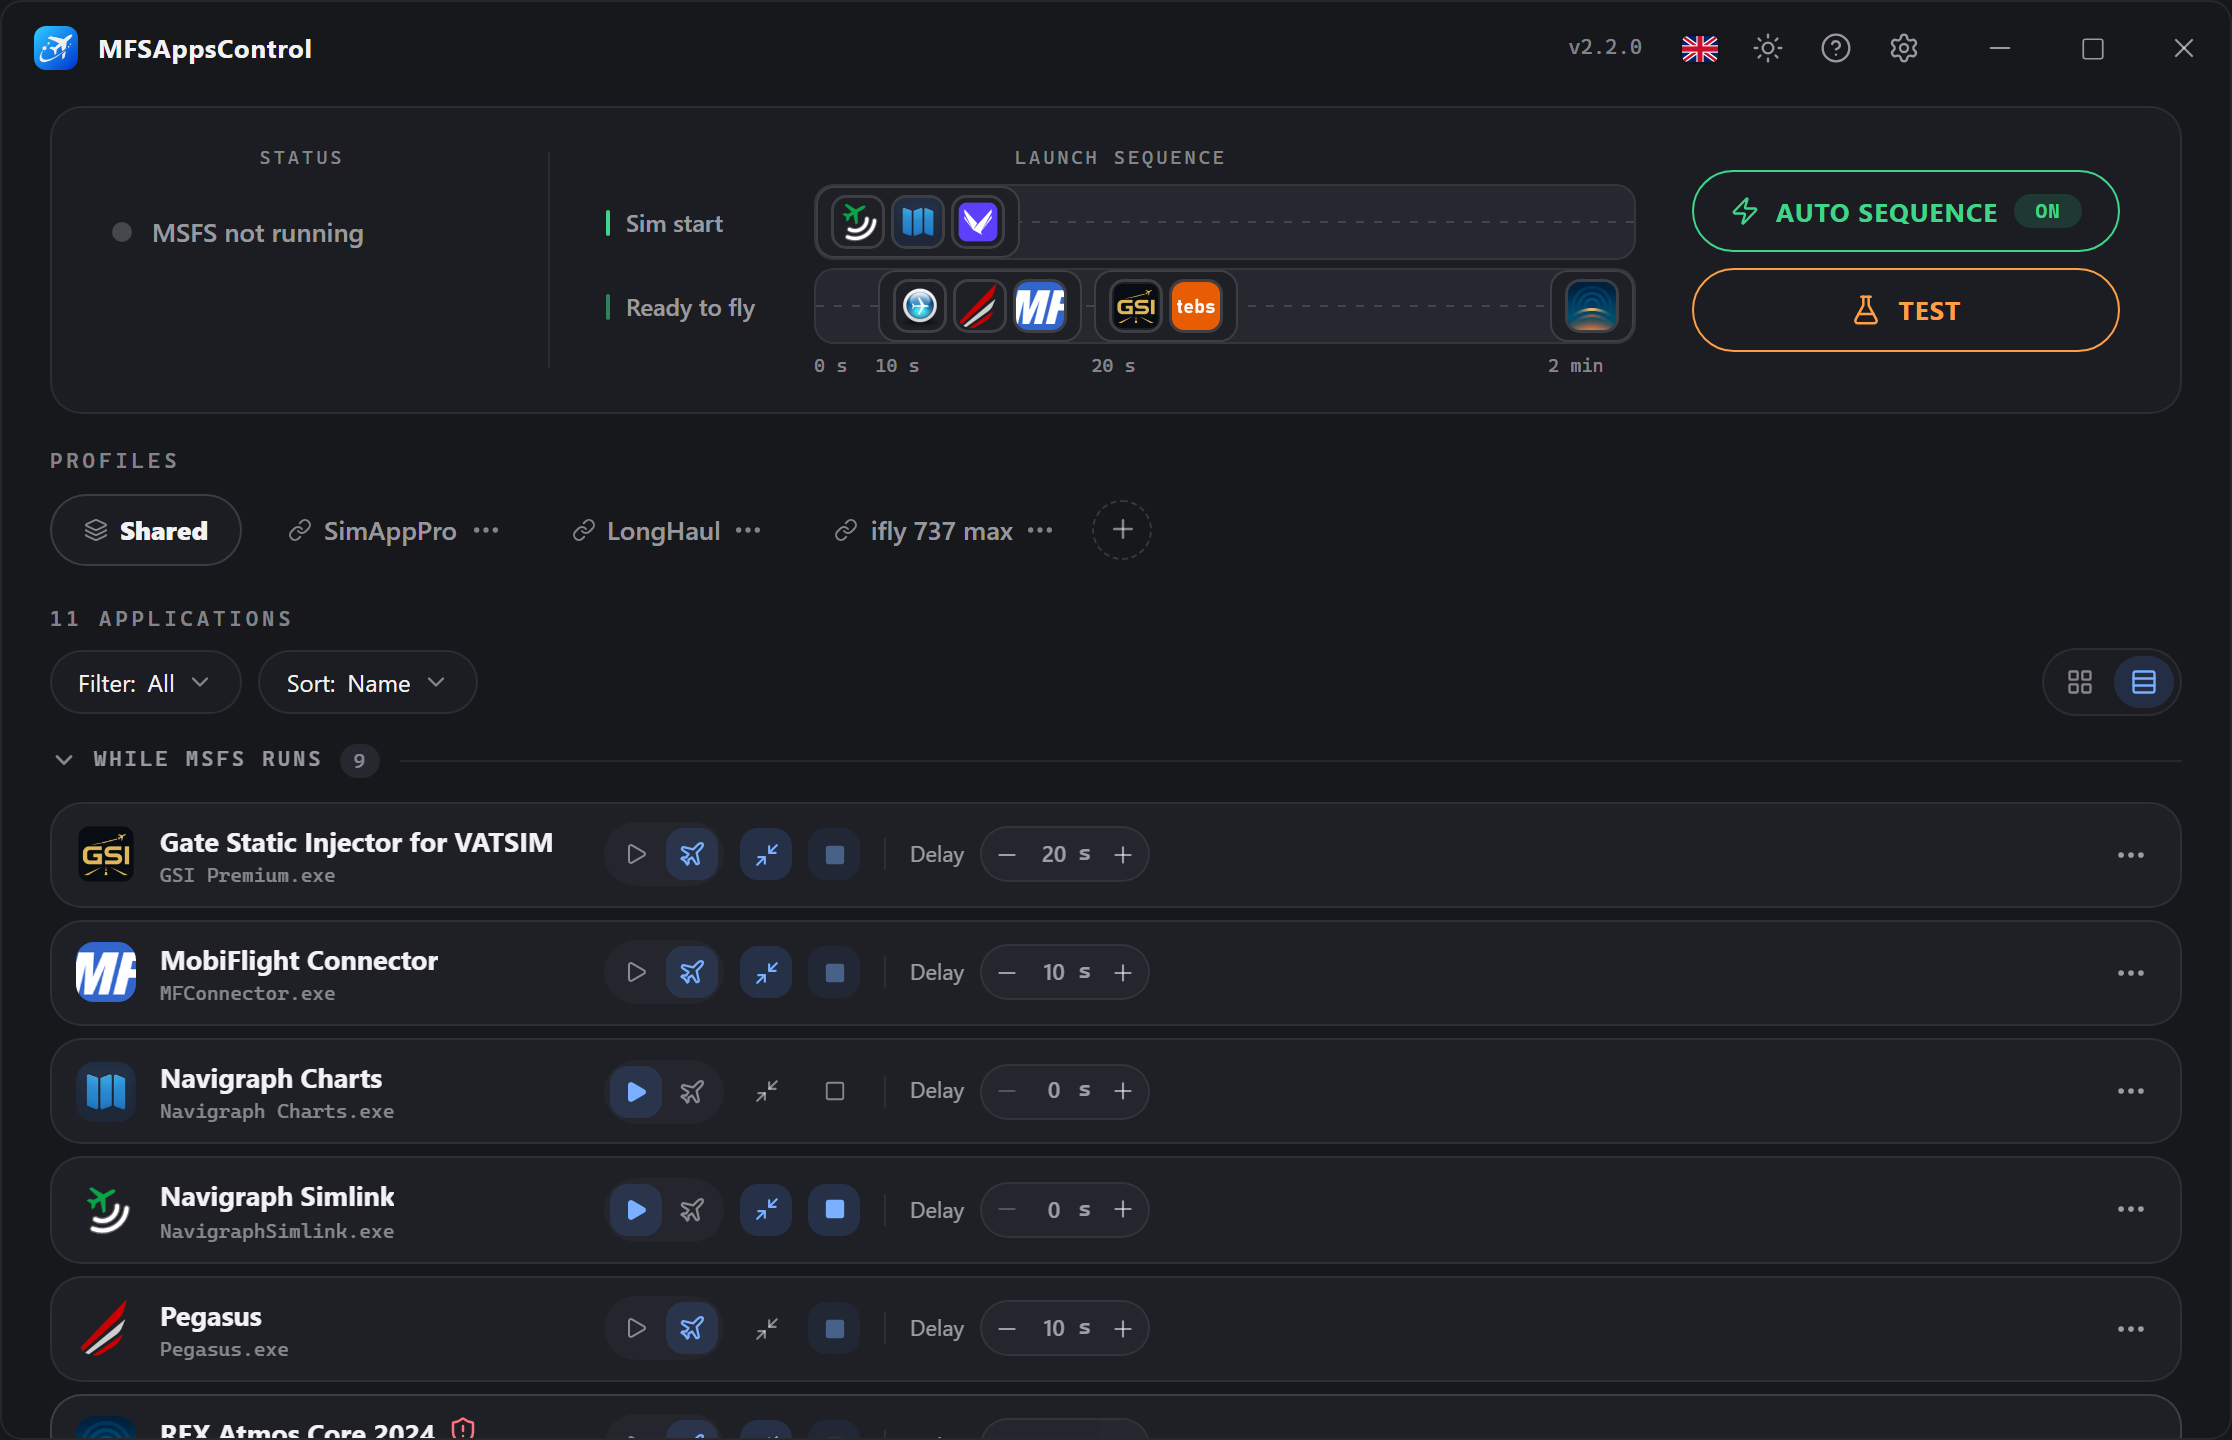 MFSAppsControl
v2.2.0
STATUS
MSFS not running
LAUNCH SEQUENCE
Sim start
Ready to fly
MF
GSI
tebs
0 s
10 s
20 s
2 min
AUTO SEQUENCE
ON
TEST
PROFILES
Shared
SimAppPro
LongHaul
ifly 737 max
11 APPLICATIONS
Filter: All
Sort: Name
WHILE MSFS RUNS
9
GSI
Gate Static Injector for VATSIM
GSI Premium.exe
Delay
20 s
MF
MobiFlight Connector
MFConnector.exe
Delay
10 s
Navigraph Charts
Navigraph Charts.exe
Delay
0 s
Navigraph Simlink
NavigraphSimlink.exe
Delay
0 s
Pegasus
Pegasus.exe
Delay
10 s
REX Atmos Core 2024